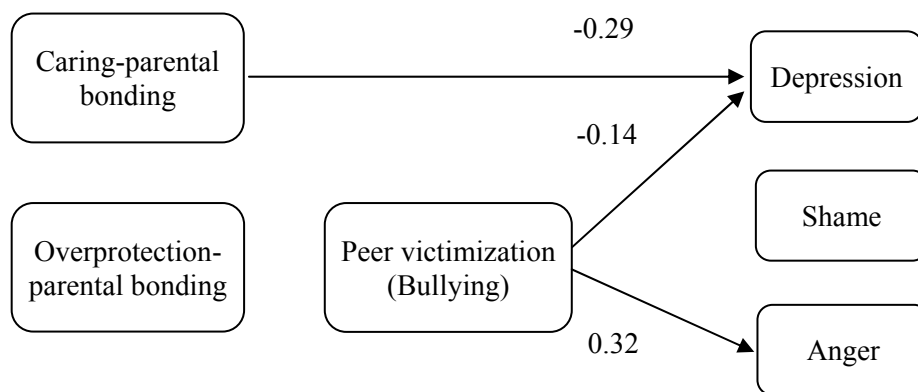 -0.29
Caring-parental
bonding
Depression
-0.14
Shame
Overprotection-
parental bonding
Peer victimization
(Bullying)
0.32
Anger